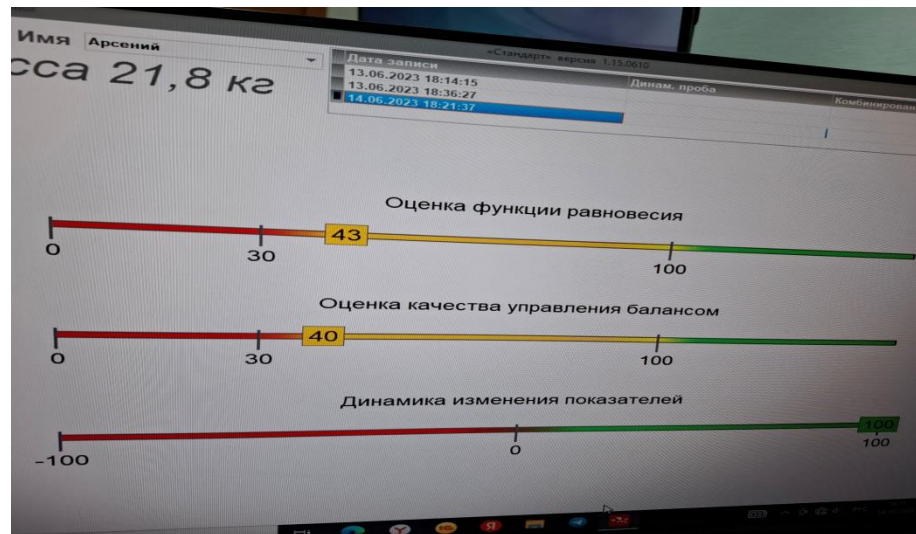 Имя Арсений
сса 21,8 кг
«Стандарт» версия 1.15.0610
Дата записи Динам. проба Комбинирован
13.06.2023 18:14:15
13.06.2023 18:36:27
14.06.2023 18:21:37
Оценка функции равновесия
43
0 30 100
Оценка качества управления балансом
40
0 30 100
Динамика изменения показателей
100
-100 0 100